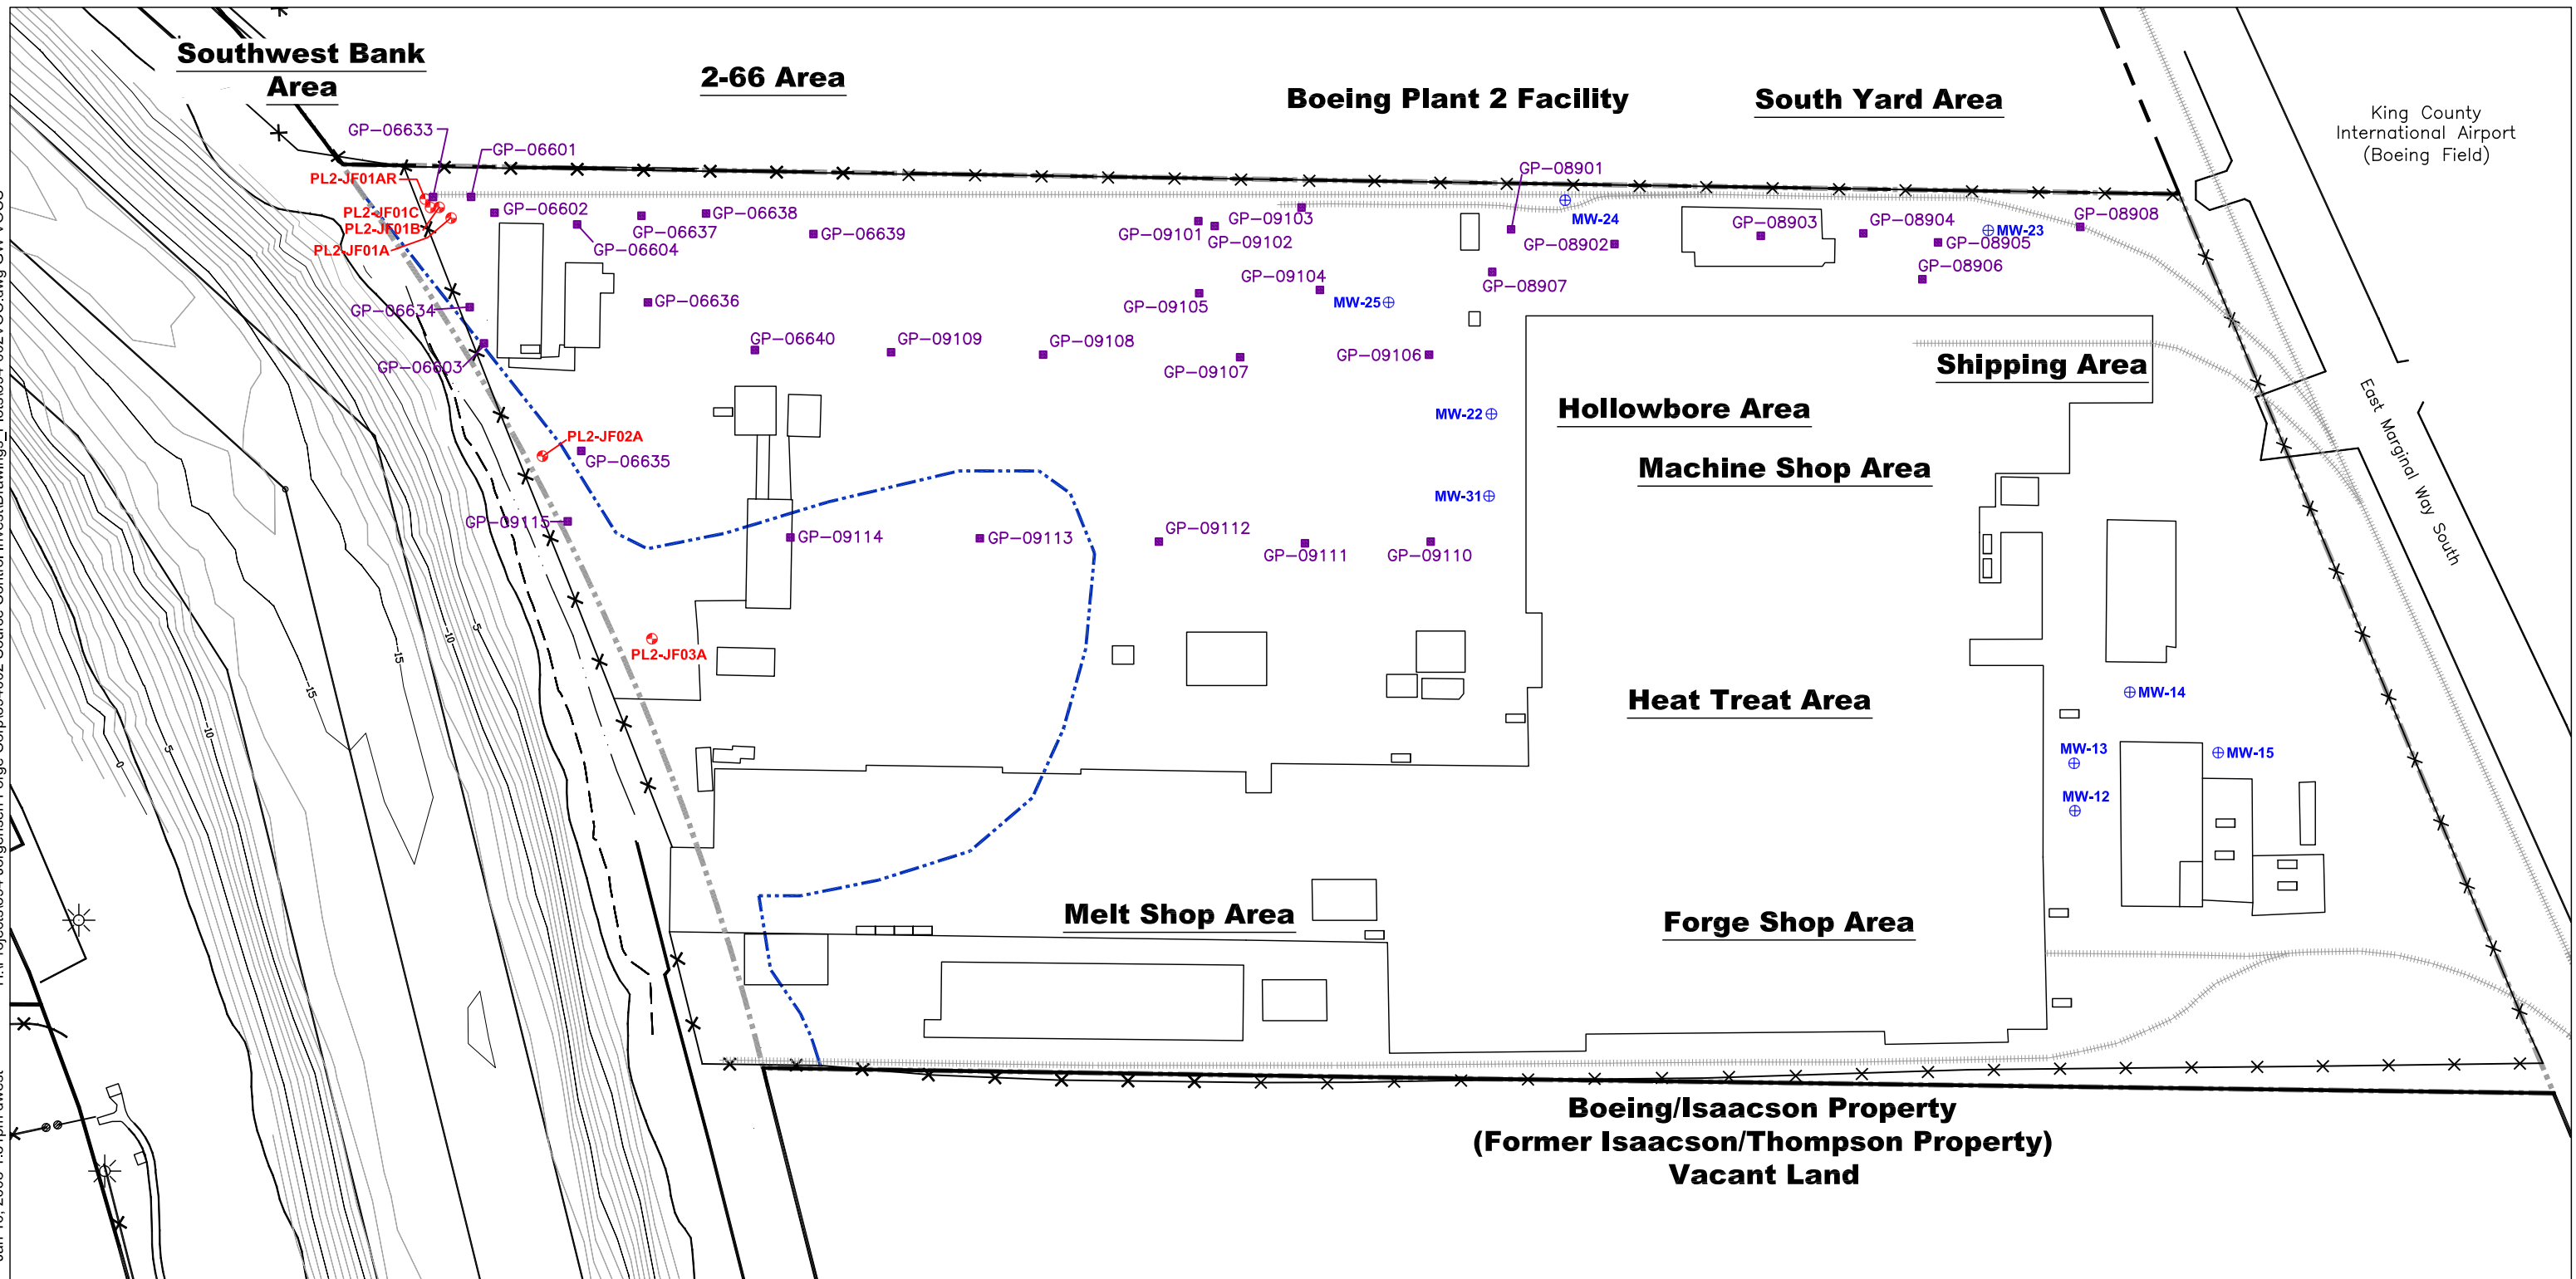 Southwest Bank
Area
2-66 Area
Boeing Plant 2 Facility
South Yard Area
King County
International Airport
(Boeing Field)
GP-06633
GP-06601
PL2-JF01AR
PL2-JF01C
PL2-JF01B
PL2-JF01A
GP-06602
GP-06604
GP-06637
GP-06638
GP-06639
GP-09101
GP-09102
GP-09103
GP-08901
MW-24
GP-08902
GP-08903
GP-08904
GP-08905
MW-23
GP-08908
GP-08906
GP-08907
GP-09104
GP-09105
MW-25
GP-06634
GP-06636
GP-06603
GP-06640
GP-09109
GP-09108
GP-09107
GP-09106
Shipping Area
East Marginal Way South
MW-22
Hollowbore Area
PL2-JF02A
GP-06635
Machine Shop Area
MW-31
GP-09115
GP-09114
GP-09113
GP-09112
GP-09111
GP-09110
PL2-JF03A
-5
-10
-15
-15
-10
-5
0
Heat Treat Area
MW-14
MW-13
MW-15
MW-12
Melt Shop Area
Forge Shop Area
Boeing/Isaacson Property
(Former Isaacson/Thompson Property)
Vacant Land